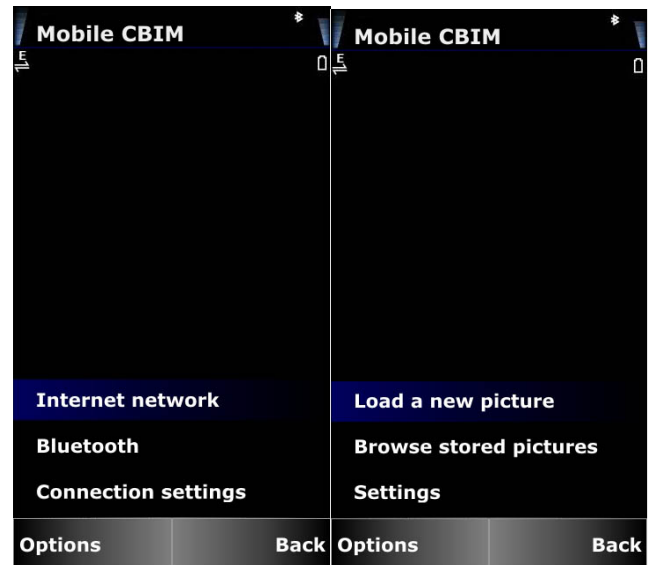 Mobile CBIM
E
Internet network
Bluetooth
Connection settings
Options Back
Mobile CBIM
E
Load a new picture
Browse stored pictures
Settings
Options Back